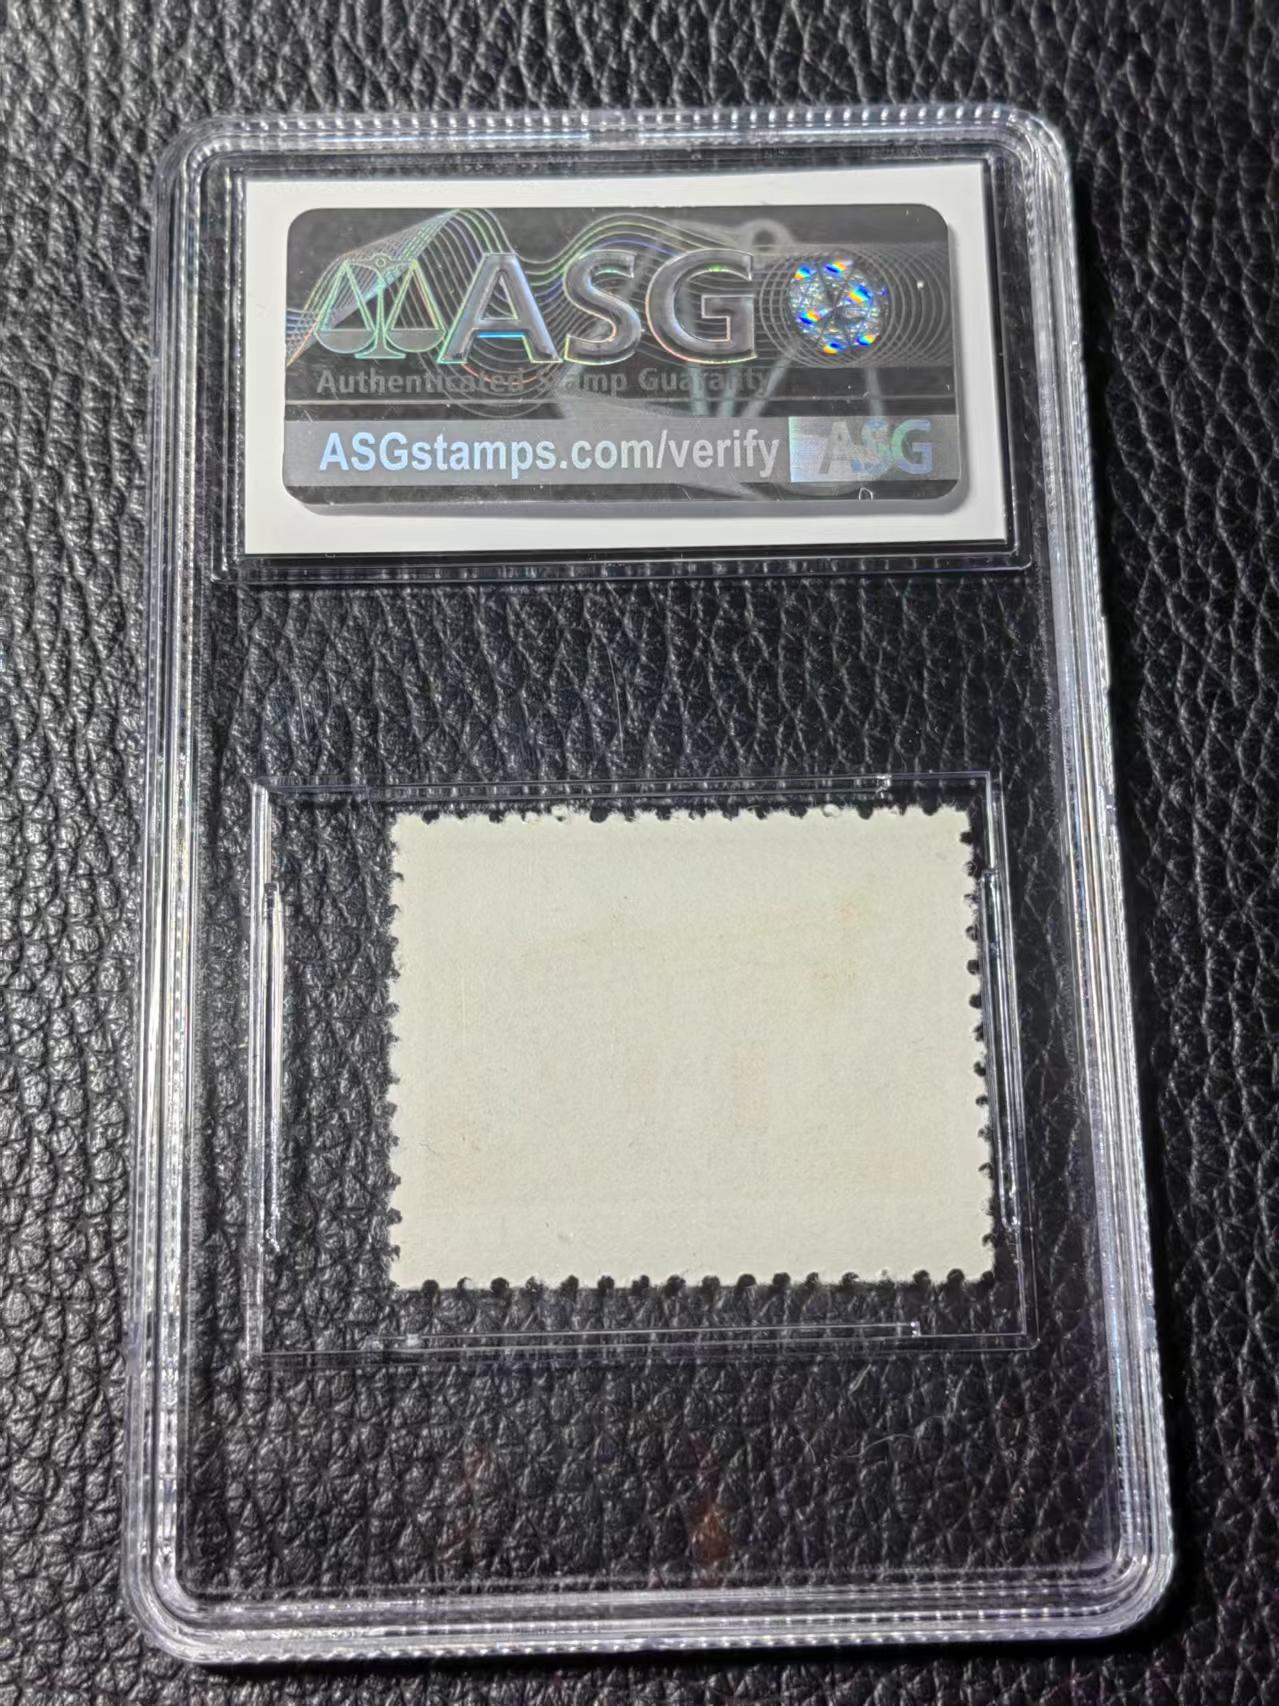 ASG
Authenticated Stamp Guaranty
ASGstamps.com/verify ASG